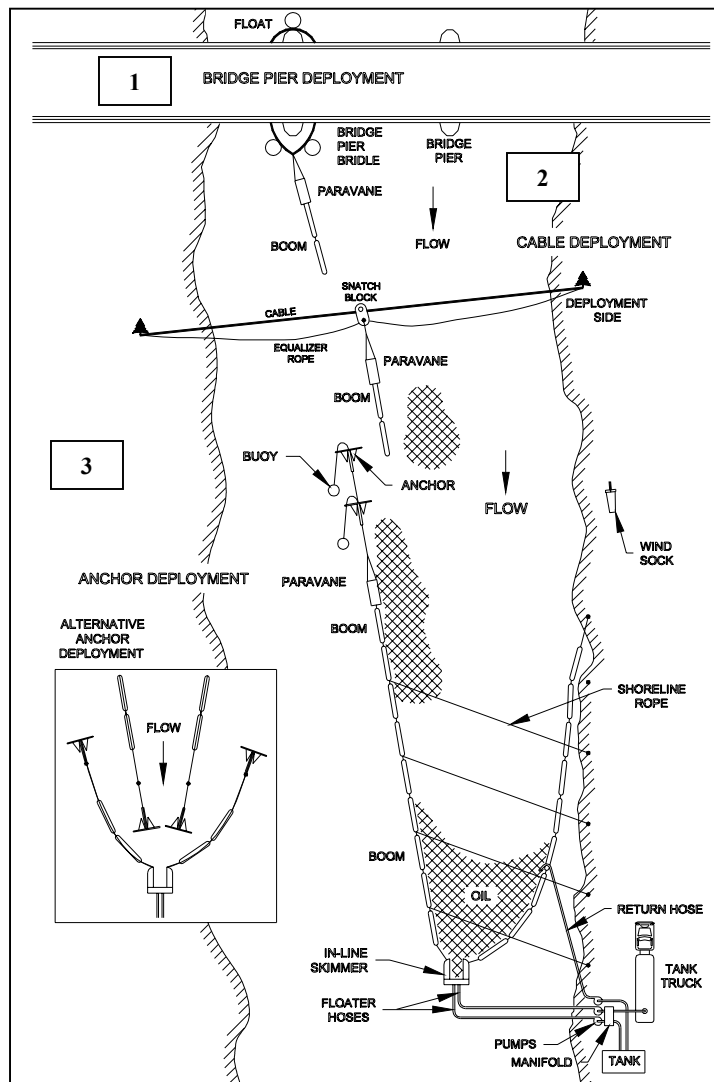 FLOAT
1
BRIDGE PIER DEPLOYMENT
BRIDGE
PIER
BRIDLE
BRIDGE
PIER
2
PARAVANE
BOOM
FLOW
CABLE DEPLOYMENT
SNATCH
BLOCK
CABLE
DEPLOYMENT
SIDE
EQUALIZER
ROPE
PARAVANE
BOOM
3
BUOY
ANCHOR
FLOW
WIND
SOCK
ANCHOR DEPLOYMENT
PARAVANE
BOOM
ALTERNATIVE
ANCHOR
DEPLOYMENT
FLOW
SHORELINE
ROPE
BOOM
OIL
RETURN HOSE
IN-LINE
SKIMMER
TANK
TRUCK
FLOATER
HOSES
PUMPS
MANIFOLD
TANK